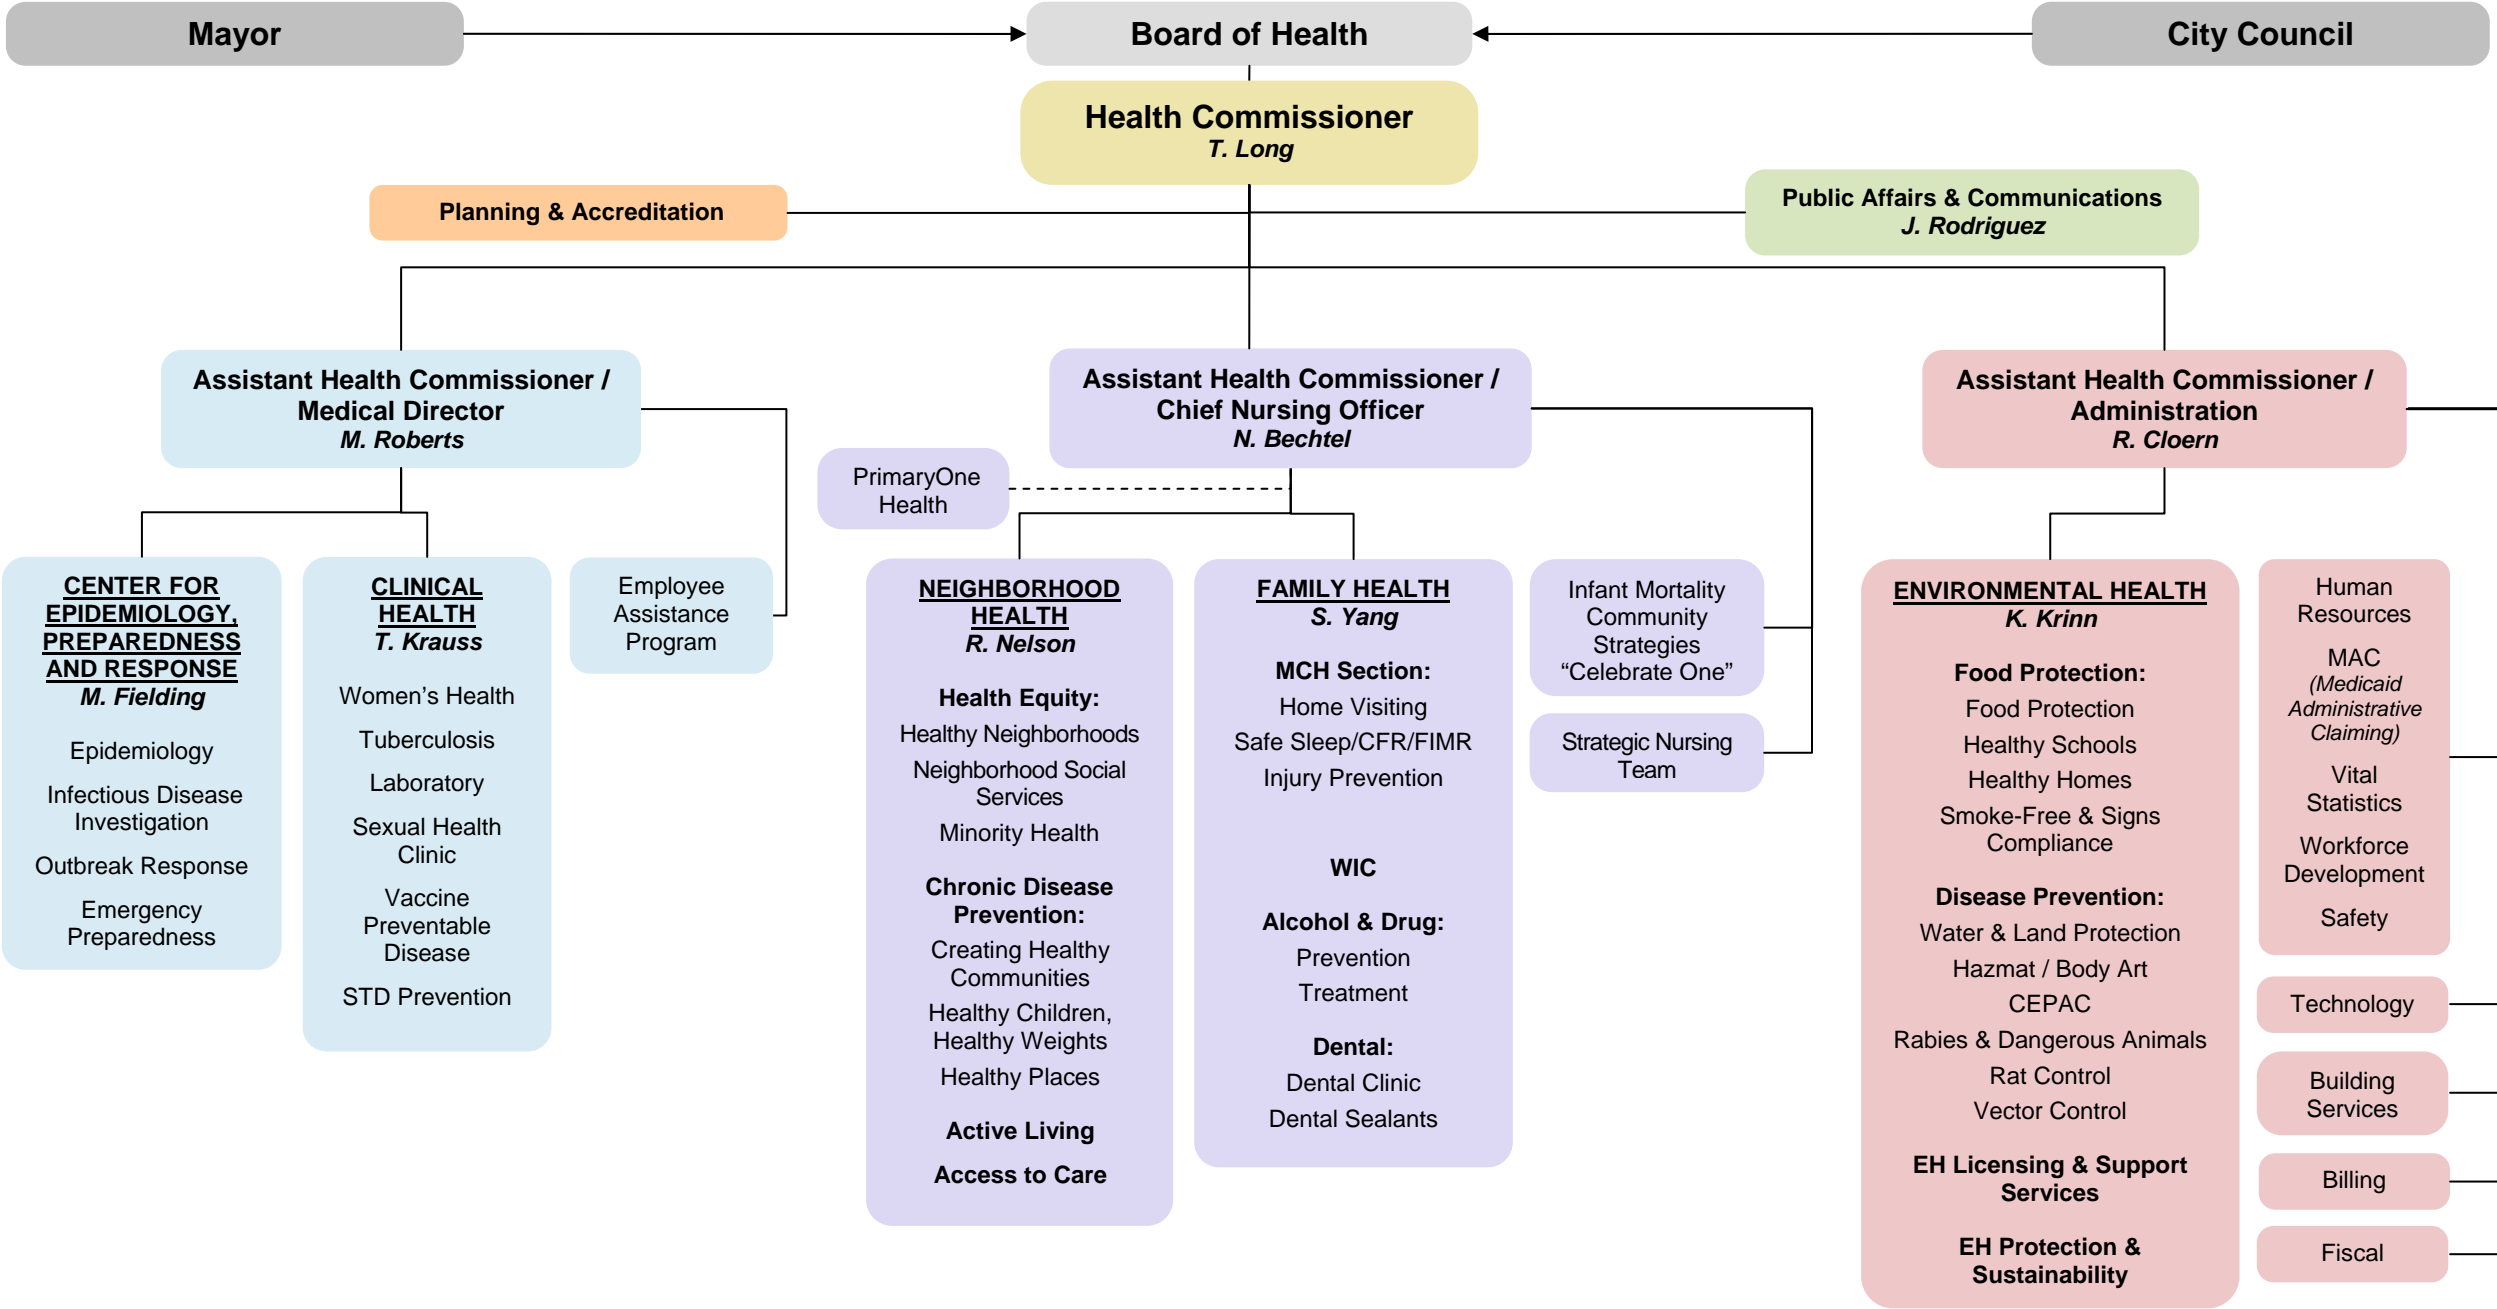 Mayor
Board of Health
City Council
Health Commissioner
T. Long
Planning & Accreditation
Public Affairs & Communications
J. Rodriguez
Assistant Health Commissioner /
Medical Director
M. Roberts
Assistant Health Commissioner /
Chief Nursing Officer
N. Bechtel
Assistant Health Commissioner /
Administration
R. Cloern
PrimaryOne
Health
CENTER FOR
EPIDEMIOLOGY,
PREPAREDNESS
AND RESPONSE
M. Fielding
Epidemiology
Infectious Disease
Investigation
Outbreak Response
Emergency
Preparedness
CLINICAL
HEALTH
T. Krauss
Women’s Health
Tuberculosis
Laboratory
Sexual Health
Clinic
Vaccine
Preventable
Disease
STD Prevention
Employee
Assistance
Program
NEIGHBORHOOD
HEALTH
R. Nelson
Health Equity:
Healthy Neighborhoods
Neighborhood Social
Services
Minority Health
Chronic Disease
Prevention:
Creating Healthy
Communities
Healthy Children,
Healthy Weights
Healthy Places
Active Living
Access to Care
FAMILY HEALTH
S. Yang
MCH Section:
Home Visiting
Safe Sleep/CFR/FIMR
Injury Prevention
WIC
Alcohol & Drug:
Prevention
Treatment
Dental:
Dental Clinic
Dental Sealants
Infant Mortality
Community
Strategies
“Celebrate One”
Strategic Nursing
Team
ENVIRONMENTAL HEALTH
K. Krinn
Food Protection:
Food Protection
Healthy Schools
Healthy Homes
Smoke-Free & Signs
Compliance
Disease Prevention:
Water & Land Protection
Hazmat / Body Art
CEPAC
Rabies & Dangerous Animals
Rat Control
Vector Control
EH Licensing & Support
Services
EH Protection &
Sustainability
Human
Resources
MAC
(Medicaid
Administrative
Claiming)
Vital
Statistics
Workforce
Development
Safety
Technology
Building
Services
Billing
Fiscal